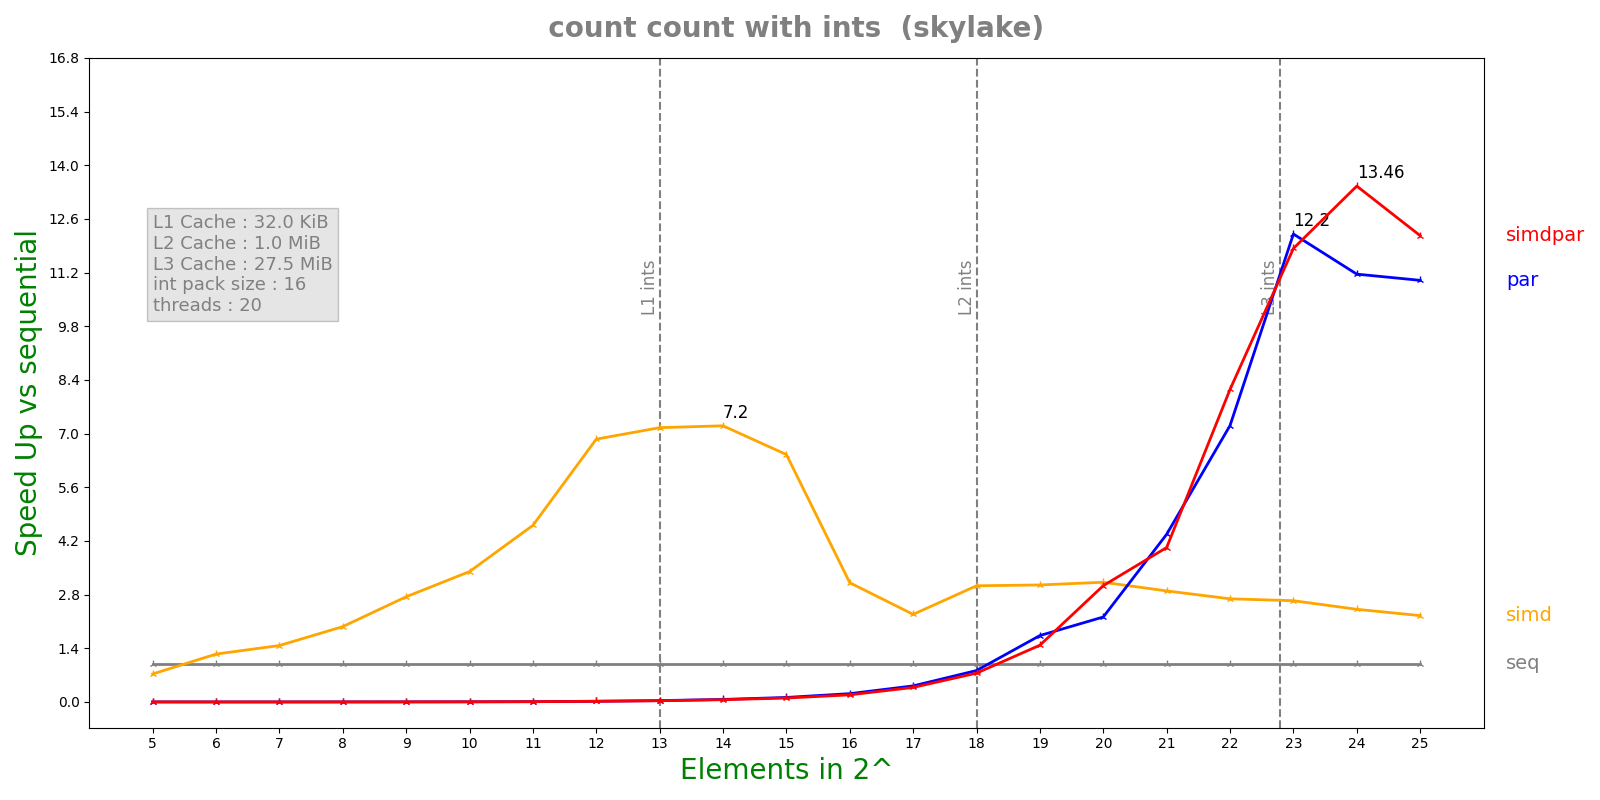 count count with ints (skylake)
Speed Up vs sequential
16.8
15.4
14.0
12.6
11.2
9.8
8.4
7.0
5.6
4.2
2.8
1.4
0.0
L1 Cache : 32.0 KiB
L2 Cache : 1.0 MiB
L3 Cache : 27.5 MiB
int pack size : 16
threads : 20
L1 ints
L2 ints
L3 ints
7.2
12.2
13.46
simdpar
par
simd
seq
5 6 7 8 9 10 11 12 13 14 15 16 17 18 19 20 21 22 23 24 25
Elements in 2^